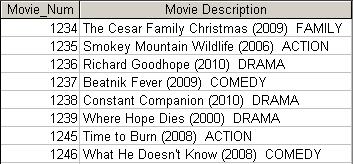 Movie_Num Movie Description
1234 The Cesar Family Christmas (2009) FAMILY
1235 Smokey Mountain Wildlife (2006) ACTION
1236 Richard Goodhope (2010) DRAMA
1237 Beatnik Fever (2009) COMEDY
1238 Constant Companion (2010) DRAMA
1239 Where Hope Dies (2000) DRAMA
1245 Time to Burn (2008) ACTION
1246 What He Doesn't Know (2008) COMEDY